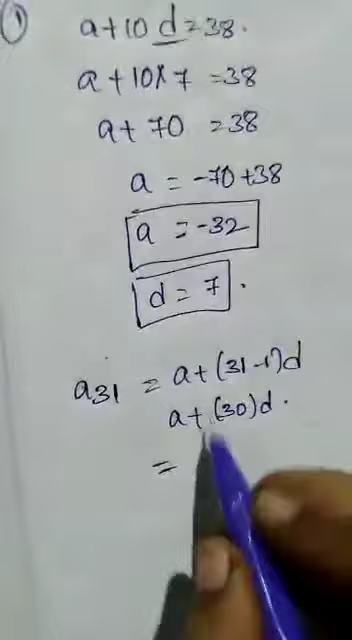 ① a+10d=38.
a+10×7=38
a+70=38
a=-70+38
a=-32
d=7.
a31=a+(31-1)d
a+(30)d.
=